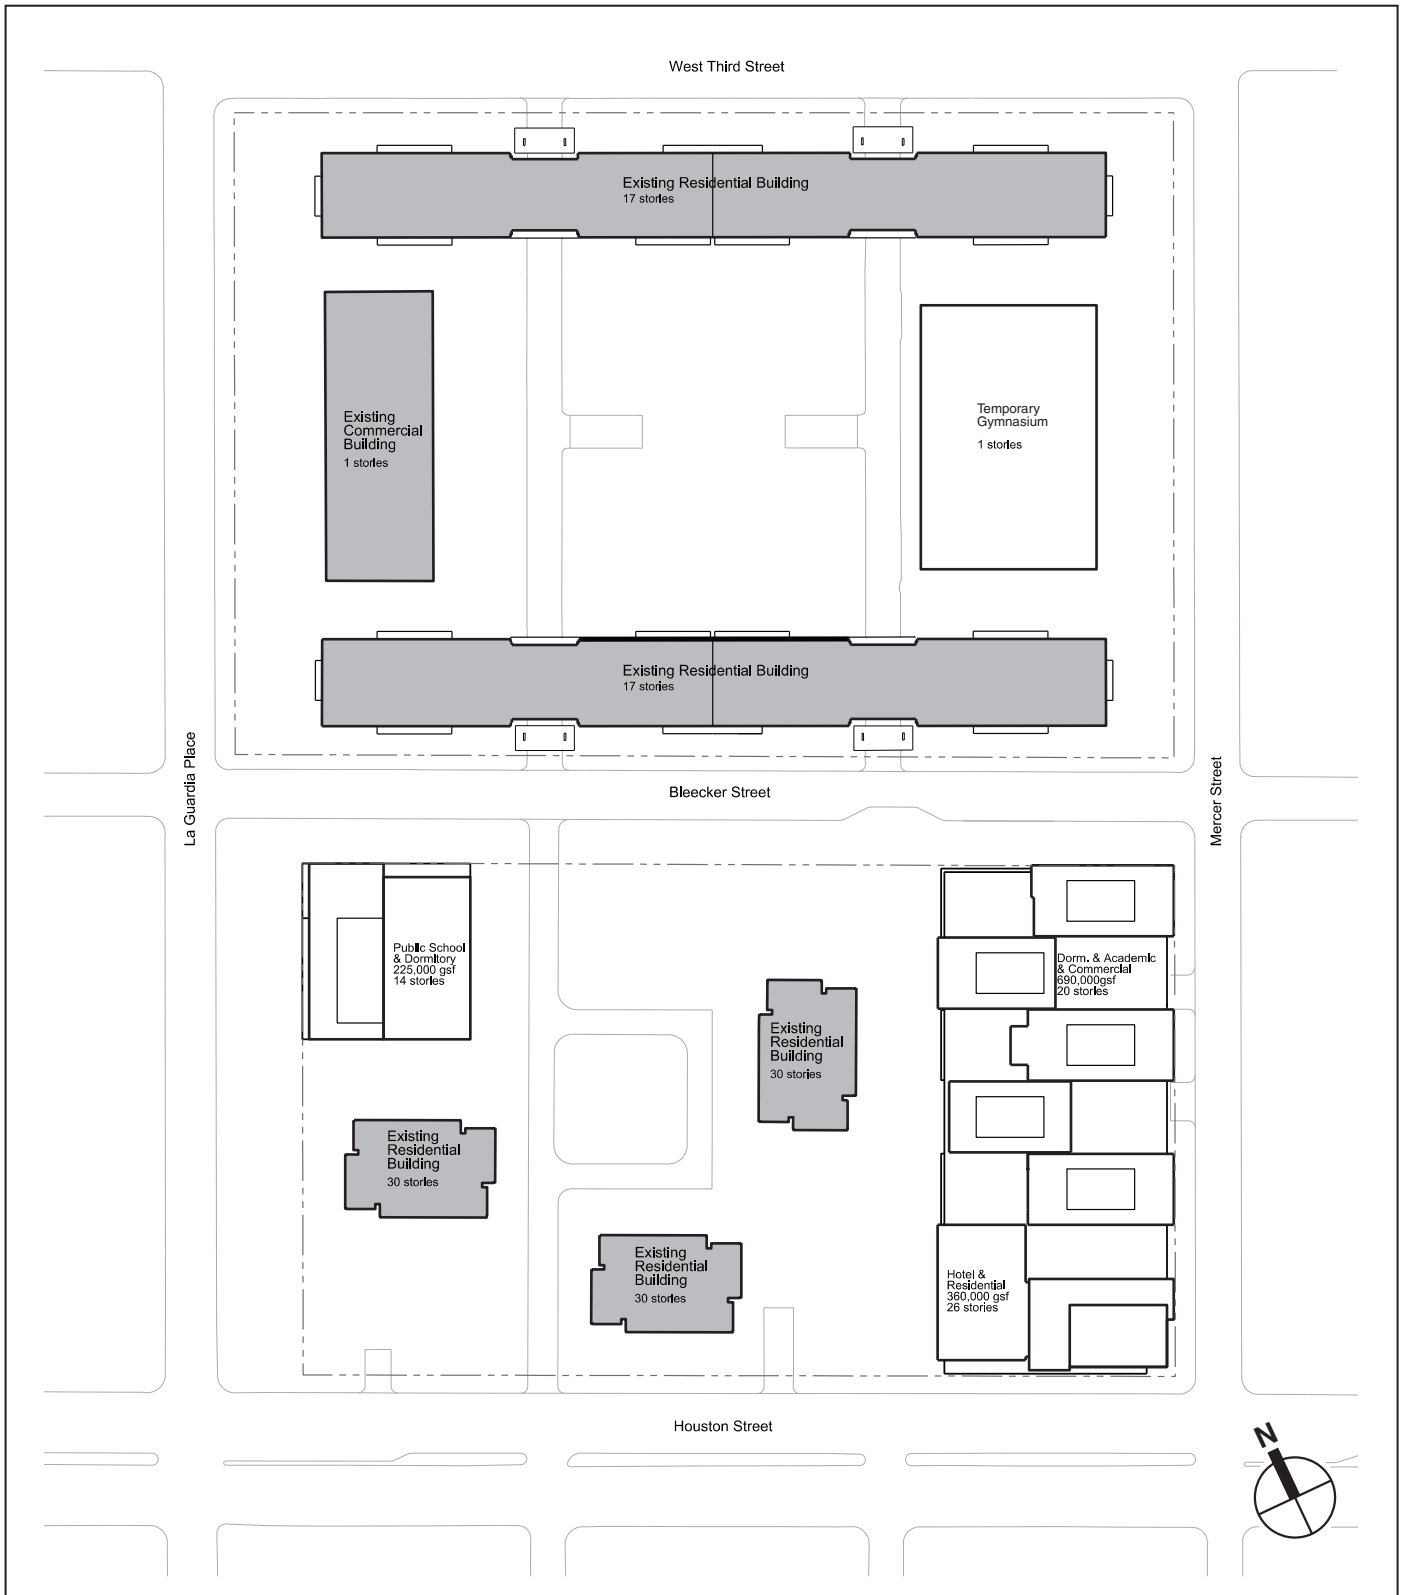 West Third Street
Existing Residential Building
17 stories
Existing
Commercial
Building
1 stories
Temporary
Gymnasium
1 stories
Existing Residential Building
17 stories
La Guardia Place
Mercer Street
Bleecker Street
Public School
& Dormitory
225,000 gsf
14 stories
Dorm. & Academic
& Commercial
690,000gsf
20 stories
Existing
Residential
Building
30 stories
Existing
Residential
Building
30 stories
Existing
Residential
Building
30 stories
Hotel &
Residential
360,000 gsf
26 stories
Houston Street
N